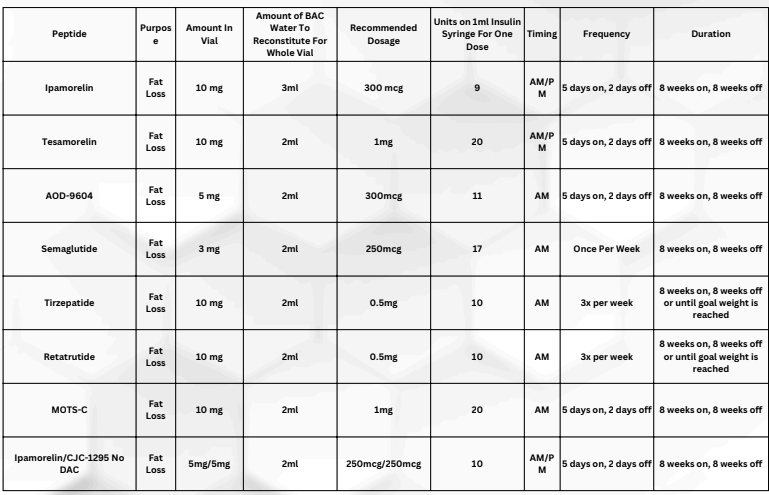 Peptide
Purpos
e
Amount In
Vial
Amount of BAC
Water To
Reconstitute For
Whole Vial
Recommended
Dosage
Units on 1ml Insulin
Syringe For One
Dose
Timing
Frequency
Duration
Ipamorelin
Fat
Loss
10 mg
3ml
300 mcg
9
AM/P
M
5 days on, 2 days off
8 weeks on, 8 weeks off
Tesamorelin
Fat
Loss
10 mg
2ml
1mg
20
AM/P
M
5 days on, 2 days off
8 weeks on, 8 weeks off
AOD-9604
Fat
Loss
5 mg
2ml
300mcg
11
AM
5 days on, 2 days off
8 weeks on, 8 weeks off
Semaglutide
Fat
Loss
3 mg
2ml
250mcg
17
AM
Once Per Week
8 weeks on, 8 weeks off
Tirzepatide
Fat
Loss
10 mg
2ml
0.5mg
10
AM
3x per week
8 weeks on, 8 weeks off
or until goal weight is
reached
Retatrutide
Fat
Loss
10 mg
2ml
0.5mg
10
AM
3x per week
8 weeks on, 8 weeks off
or until goal weight is
reached
MOTS-C
Fat
Loss
10 mg
2ml
1mg
20
AM
5 days on, 2 days off
8 weeks on, 8 weeks off
Ipamorelin/CJC-1295 No
DAC
Fat
Loss
5mg/5mg
2ml
250mcg/250mcg
10
AM/P
M
5 days on, 2 days off
8 weeks on, 8 weeks off